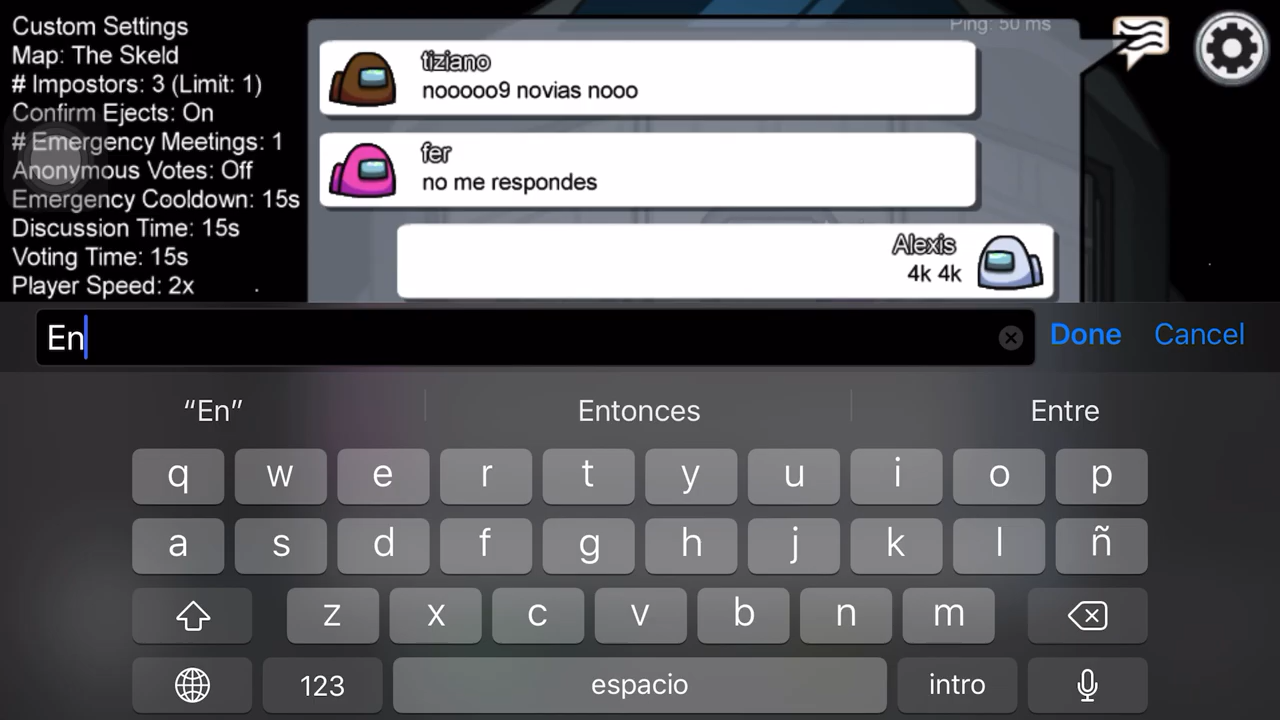 Custom Settings
Map: The Skeld
# Impostors: 3 (Limit: 1)
Confirm Ejects: On
# Emergency Meetings: 1
Anonymous Votes: Off
Emergency Cooldown: 15s
Discussion Time: 15s
Voting Time: 15s
Player Speed: 2x
Ping: 50 ms
tiziano
nooooo9 novias nooo
fer
no me respondes
Alexis
4k 4k
En
Done
Cancel
“En”
Entonces
Entre
q w e r t y u i o p
a s d f g h j k l ñ
z x c v b n m
123
espacio
intro